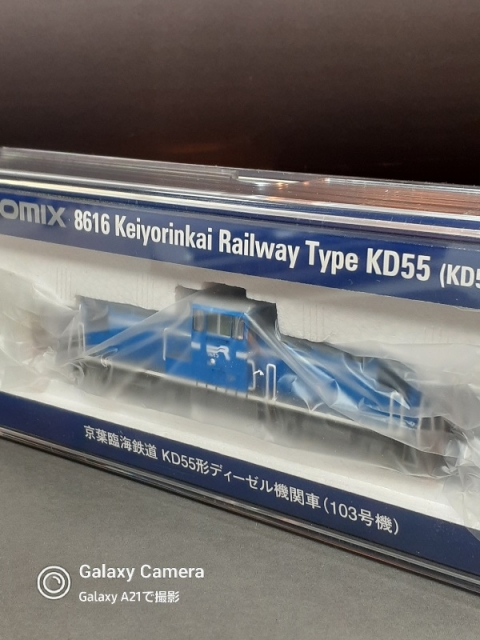 OMIX 8616 Keiyorinkai Railway Type KD55 (KD5
京葉臨海鉄道 KD55形ディーゼル機関車(103号機)
Galaxy Camera
Galaxy A21で撮影